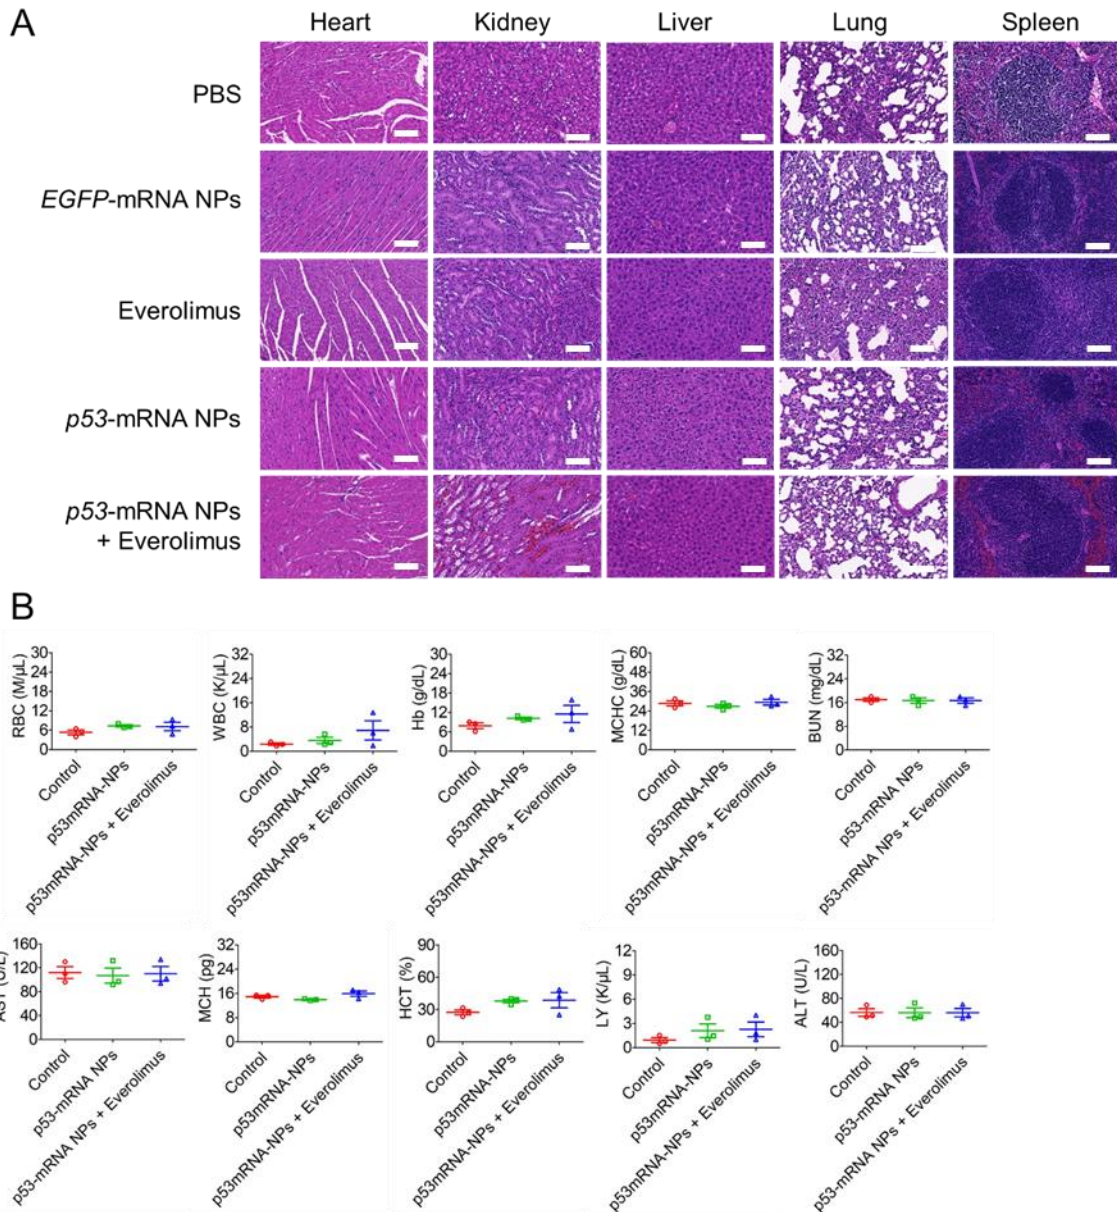 A
Heart Kidney Liver Lung Spleen
PBS
EGFP-mRNA NPs
Everolimus
p53-mRNA NPs
p53-mRNA NPs
+ Everolimus
B
RBC (M/µL)
30
24
18
12
6
0
Control
p53mRNA-NPs
p53mRNA-NPs + Everolimus
WBC (K/µL)
32
24
16
8
0
Control
p53mRNA-NPs
p53mRNA-NPs + Everolimus
Hb (g/dL)
30
24
18
12
6
0
Control
p53mRNA-NPs
p53mRNA-NPs + Everolimus
MCHC (g/dL)
60
48
36
24
12
0
Control
p53mRNA-NPs
p53mRNA-NPs + Everolimus
BUN (mg/dL)
32
24
16
8
0
Control
p53-mRNA NPs
p53-mRNA NPs + Everolimus
160
120
80
40
0
Control
p53-mRNA NPs
p53-mRNA NPs + Everolimus
MCH (pg)
32
24
16
8
0
Control
p53mRNA-NPs
p53mRNA-NPs + Everolimus
HCT (%)
90
60
30
0
Control
p53mRNA-NPs
p53mRNA-NPs + Everolimus
LY (K/µL)
12
9
6
3
0
Control
p53mRNA-NPs
p53mRNA-NPs + Everolimus
ALT (U/L)
160
120
80
40
0
Control
p53-mRNA NPs
p53-mRNA NPs + Everolimus